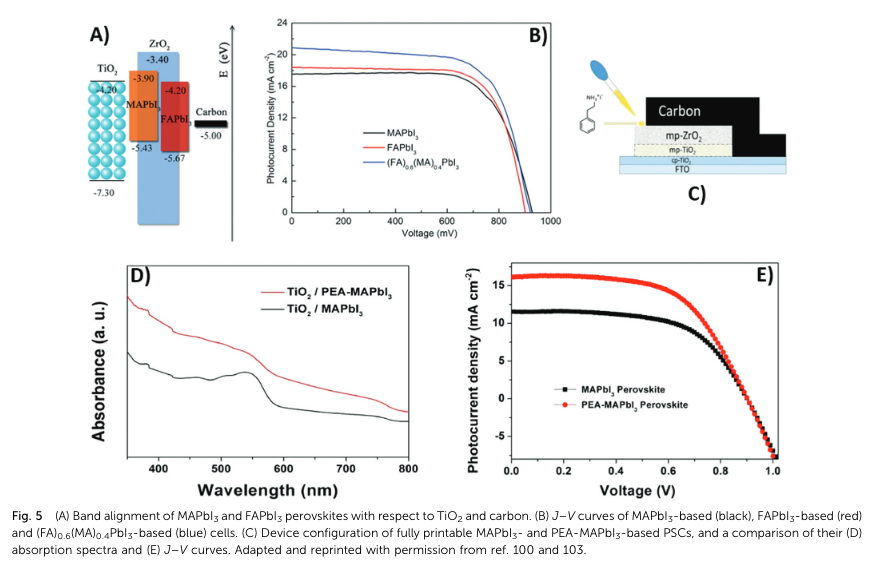 A)
ZrO₂
-3.40
TiO₂
-4.20
-3.90
MAPbI₃
-5.43
-4.20
FAPbI₃
-5.67
Carbon
-5.00
-7.30
E (eV)
B)
Photocurrent Density (mA cm⁻²)
24
20
16
12
8
4
0
MAPbI₃
FAPbI₃
(FA)₀.₆(MA)₀.₄PbI₃
0 200 400 600 800 1000
Voltage (mV)
NH₃⁺I⁻
Carbon
mp-ZrO₂
mp-TiO₂
cp-TiO₂
FTO
C)
D)
Absorbance (a. u.)
TiO₂ / PEA-MAPbI₃
TiO₂ / MAPbI₃
400 500 600 700 800
Wavelength (nm)
E)
Photocurrent density (mA cm⁻²)
15
10
5
0
-5
MAPbI₃ Perovskite
PEA-MAPbI₃ Perovskite
0.0 0.2 0.4 0.6 0.8 1.0
Voltage (V)
Fig. 5 (A) Band alignment of MAPbI₃ and FAPbI₃ perovskites with respect to TiO₂ and carbon. (B) J–V curves of MAPbI₃-based (black), FAPbI₃-based (red)
and (FA)₀.₆(MA)₀.₄PbI₃-based (blue) cells. (C) Device configuration of fully printable MAPbI₃- and PEA-MAPbI₃-based PSCs, and a comparison of their (D)
absorption spectra and (E) J–V curves. Adapted and reprinted with permission from ref. 100 and 103.